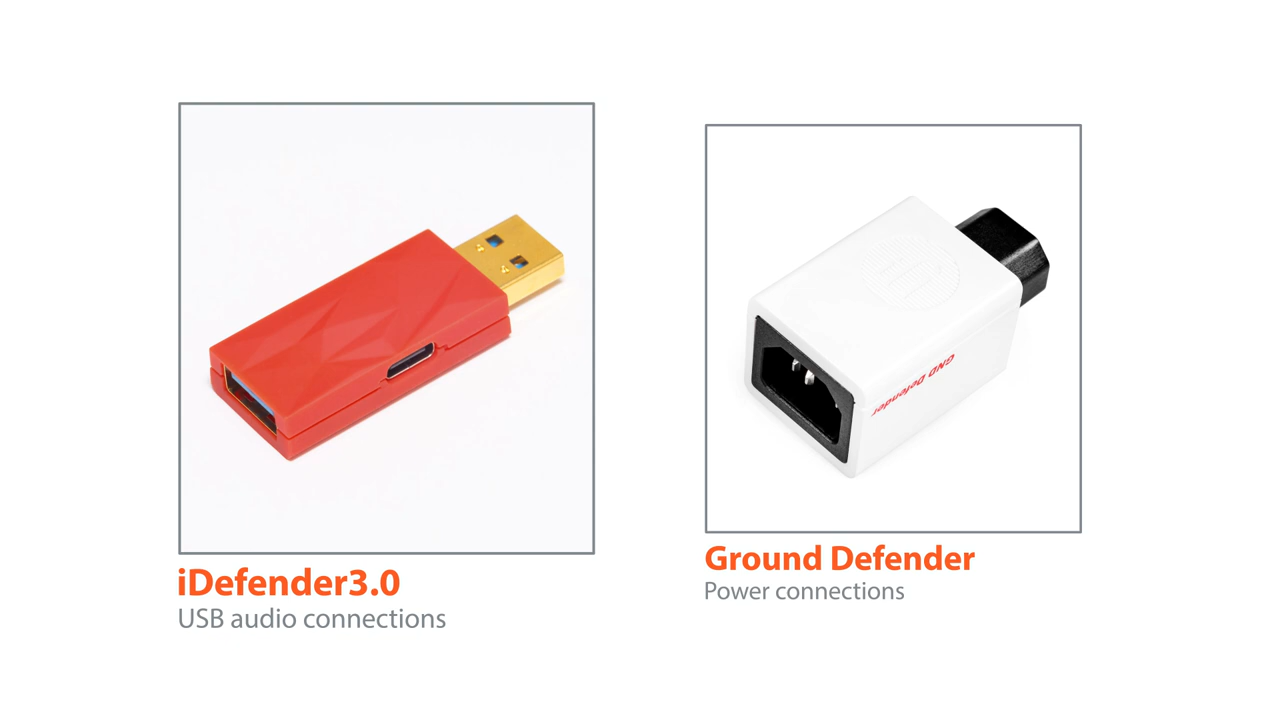 iDefender3.0
USB audio connections
GND Defender
Ground Defender
Power connections